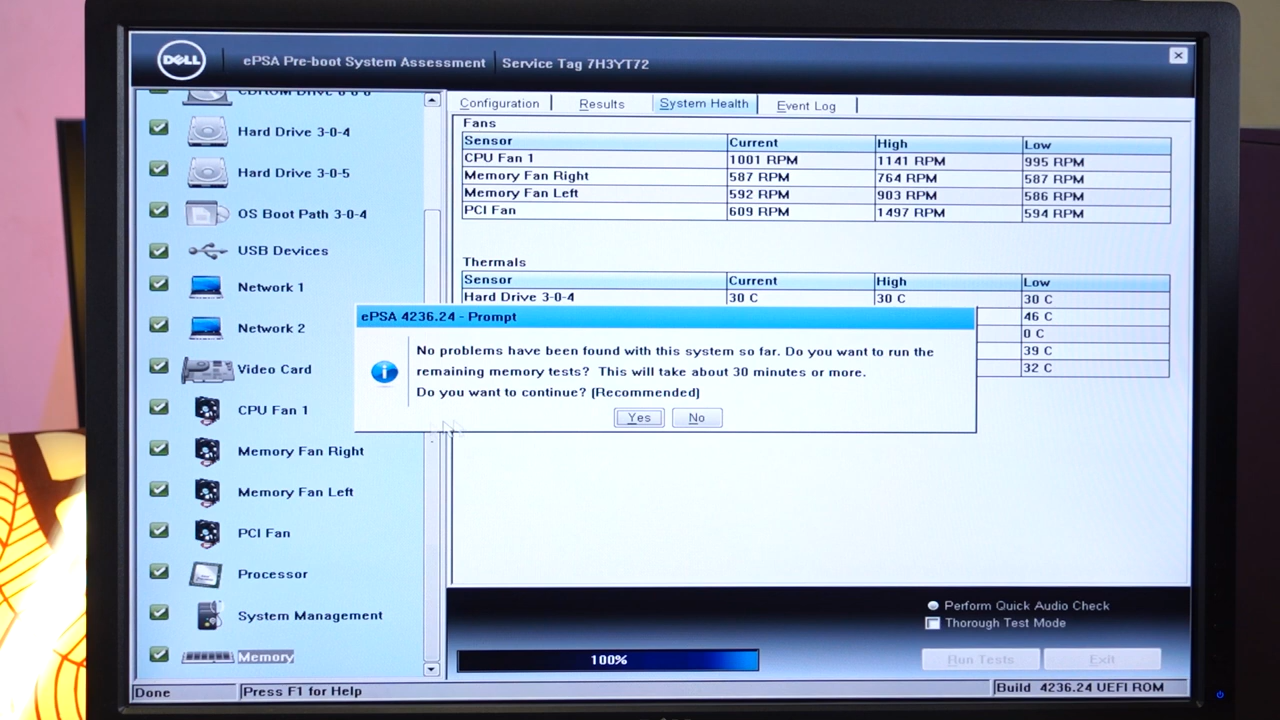 DELL
ePSA Pre-boot System Assessment Service Tag 7H3YT72
CDROM Drive 0-0-0
Hard Drive 3-0-4
Hard Drive 3-0-5
OS Boot Path 3-0-4
USB Devices
Network 1
Network 2
Video Card
CPU Fan 1
Memory Fan Right
Memory Fan Left
PCI Fan
Processor
System Management
Memory
Configuration Results System Health Event Log
Fans
Sensor Current High Low
CPU Fan 1 1001 RPM 1141 RPM 995 RPM
Memory Fan Right 587 RPM 764 RPM 587 RPM
Memory Fan Left 592 RPM 903 RPM 586 RPM
PCI Fan 609 RPM 1497 RPM 594 RPM
Thermals
Sensor Current High Low
Hard Drive 3-0-4 30 C 30 C 30 C
46 C
0 C
39 C
32 C
ePSA 4236.24 - Prompt
No problems have been found with this system so far. Do you want to run the
remaining memory tests? This will take about 30 minutes or more.
Do you want to continue? (Recommended)
Yes No
Perform Quick Audio Check
Thorough Test Mode
100%
Run Tests Exit
Done Press F1 for Help Build 4236.24 UEFI ROM